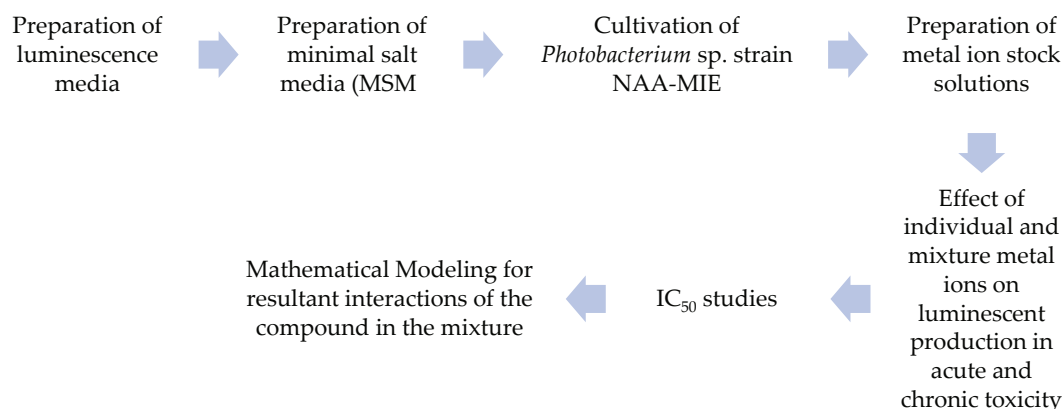 Preparation of
luminescence
media
Preparation of
minimal salt
media (MSM
Cultivation of
Photobacterium sp. strain
NAA-MIE
Preparation of
metal ion stock
solutions
Effect of
individual and
mixture metal
ions on
luminescent
production in
acute and
chronic toxicity
IC₅₀ studies
Mathematical Modeling for
resultant interactions of the
compound in the mixture